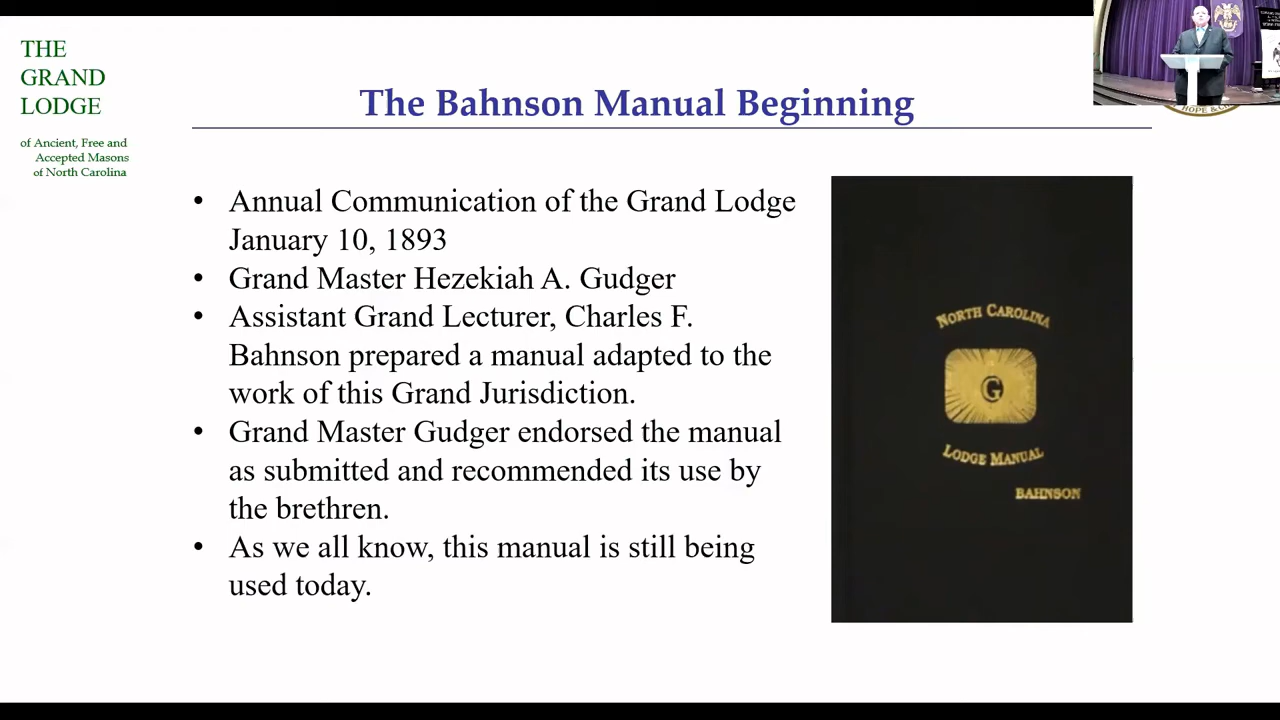 THE
GRAND
LODGE
of Ancient, Free and
Accepted Masons
of North Carolina
The Bahnson Manual Beginning
• Annual Communication of the Grand Lodge
January 10, 1893
• Grand Master Hezekiah A. Gudger
• Assistant Grand Lecturer, Charles F.
Bahnson prepared a manual adapted to the
work of this Grand Jurisdiction.
• Grand Master Gudger endorsed the manual
as submitted and recommended its use by
the brethren.
• As we all know, this manual is still being
used today.
NORTH CAROLINA
G
LODGE MANUAL
BAHNSON
HOPE &